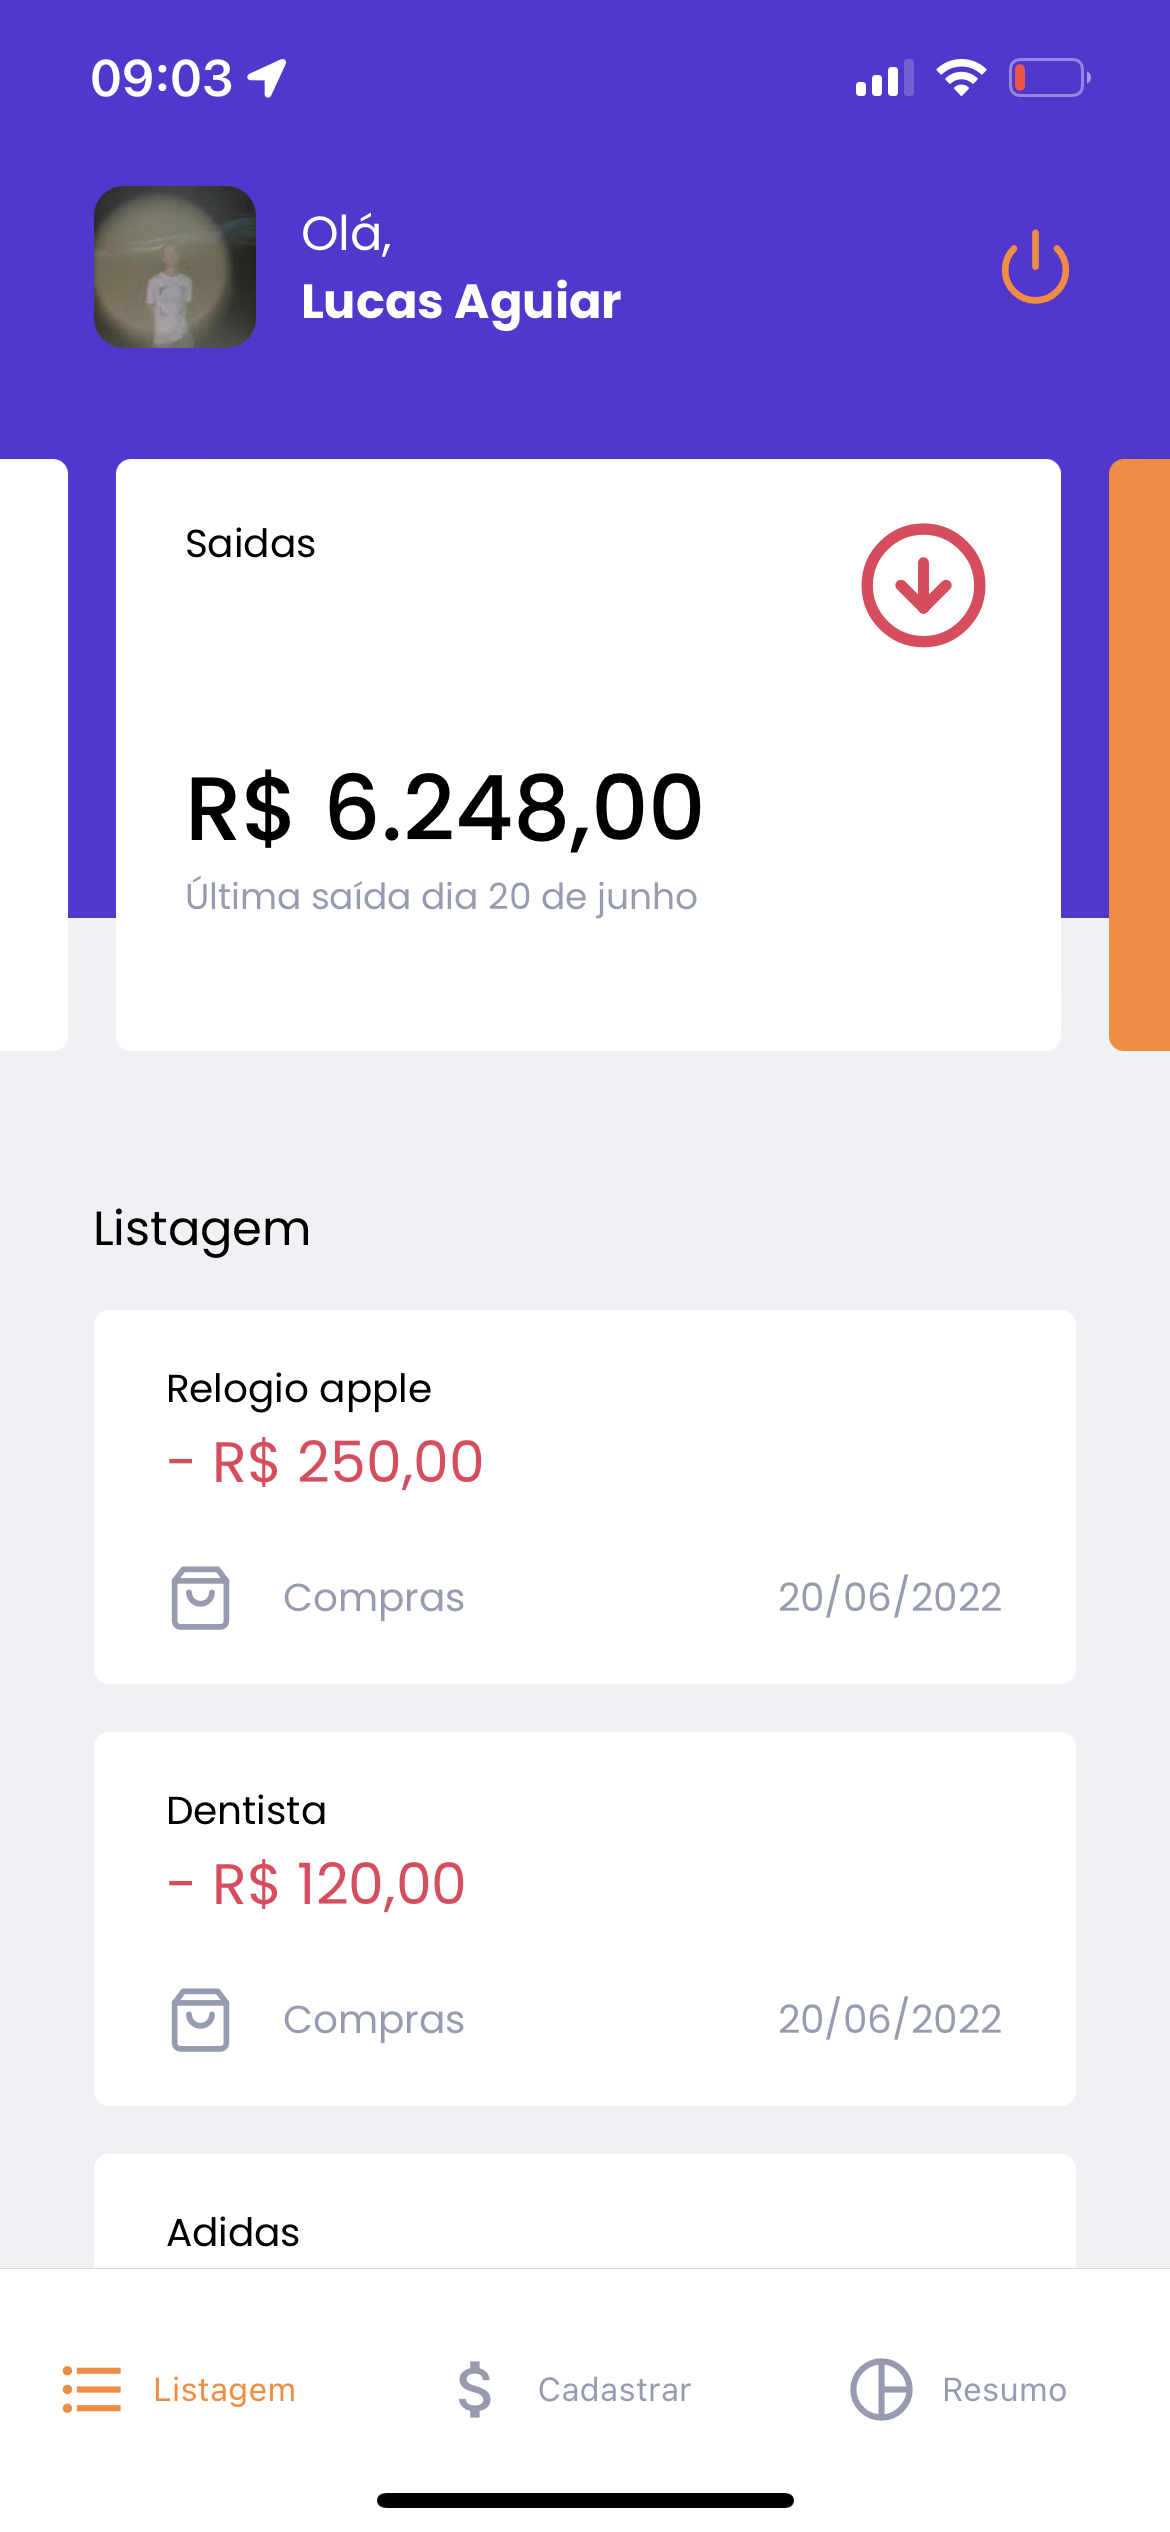 09:03
Olá,
Lucas Aguiar
Saidas
R$ 6.248,00
Última saída dia 20 de junho
Listagem
Relogio apple
- R$ 250,00
Compras 20/06/2022
Dentista
- R$ 120,00
Compras 20/06/2022
Adidas
Listagem Cadastrar Resumo